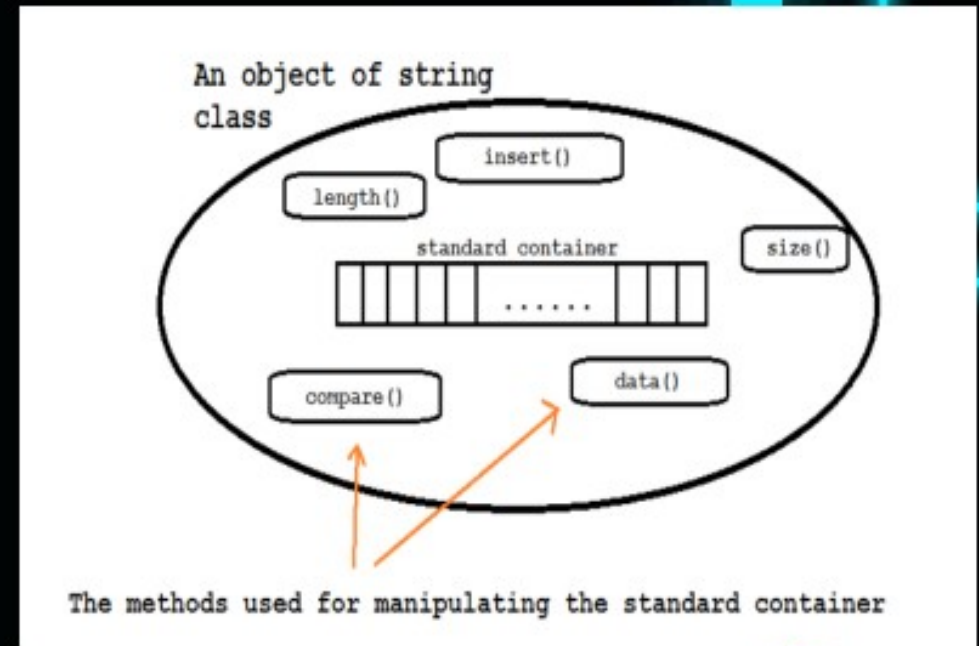 An object of string
class
insert()
length()
size()
standard container
......
data()
compare()
The methods used for manipulating the standard container